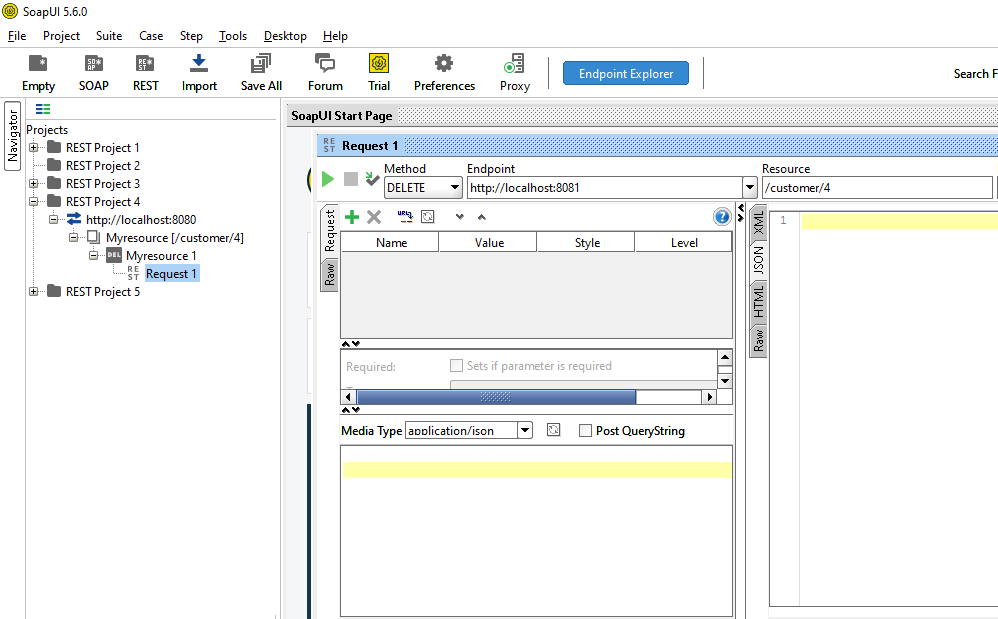 SoapUI 5.6.0
File Project Suite Case Step Tools Desktop Help
Empty SOAP REST Import Save All Forum Trial Preferences Proxy Endpoint Explorer Search F
Navigator
Projects
REST Project 1
REST Project 2
REST Project 3
REST Project 4
http://localhost:8080
Myresource [/customer/4]
DEL Myresource 1
REST Request 1
REST Project 5
SoapUI Start Page
REST Request 1
Method Endpoint Resource
DELETE http://localhost:8081 /customer/4
Request
Raw
URL
Name Value Style Level
Required: Sets if parameter is required
Media Type application/json Post QueryString
XML
JSON
HTML
Raw
1